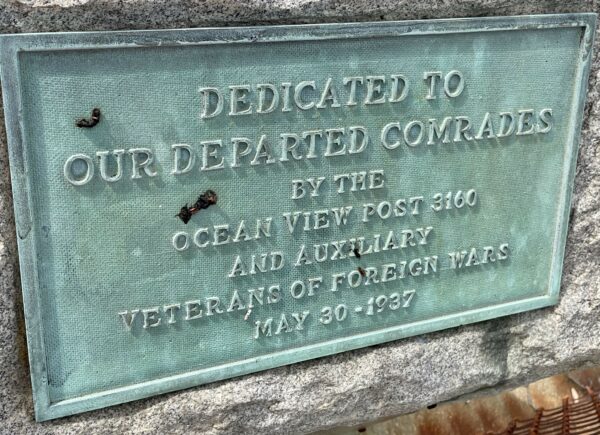 DEDICATED TO
OUR DEPARTED COMRADES
BY THE
OCEAN VIEW POST 3160
AND AUXILIARY
VETERANS OF FOREIGN WARS
MAY 30-1937